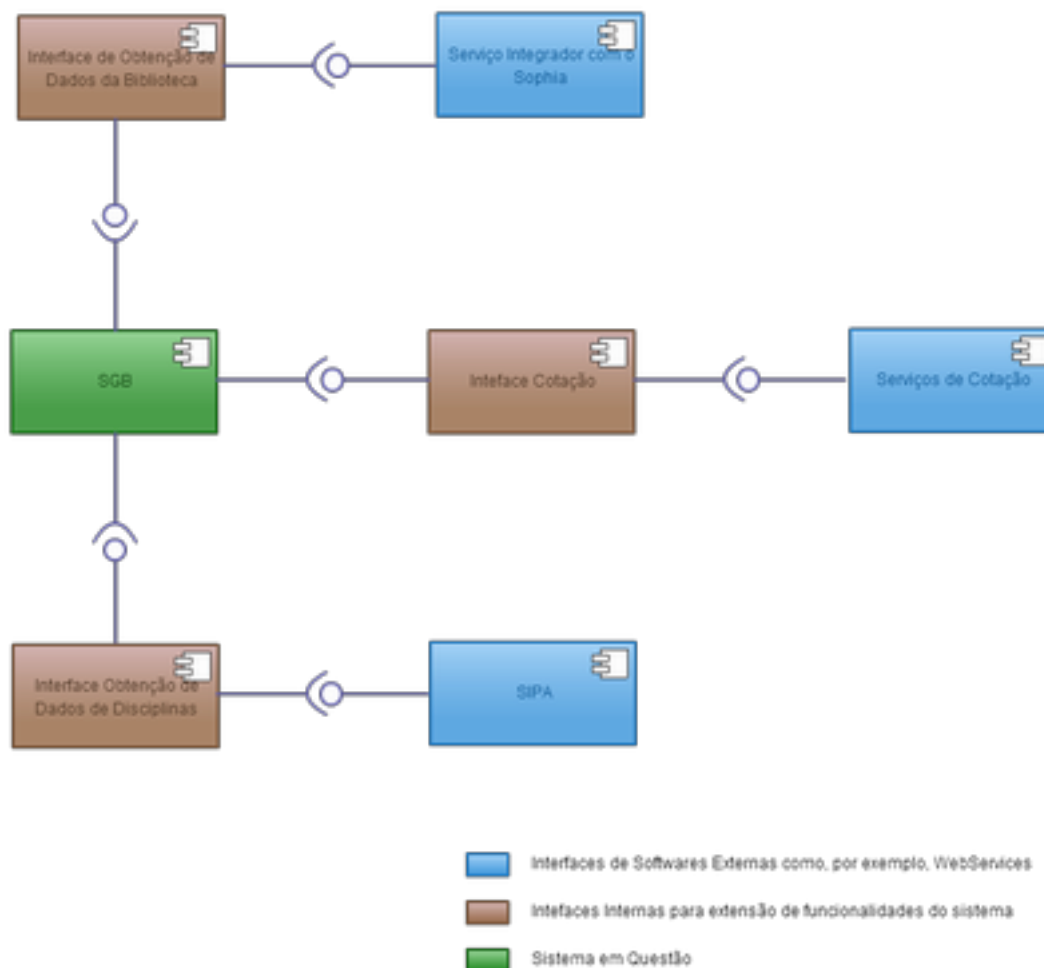 Interface de Obtenção de
Dados da Biblioteca
Serviço Integrador com o
Sophia
SGB
Inteface Cotação
Serviços de Cotação
Interface Obtenção de
Dados de Disciplinas
SIPA
Interfaces de Softwares Externas como, por exemplo, WebServices
Intefaces Internas para extensão de funcionalidades do sistema
Sistema em Questão